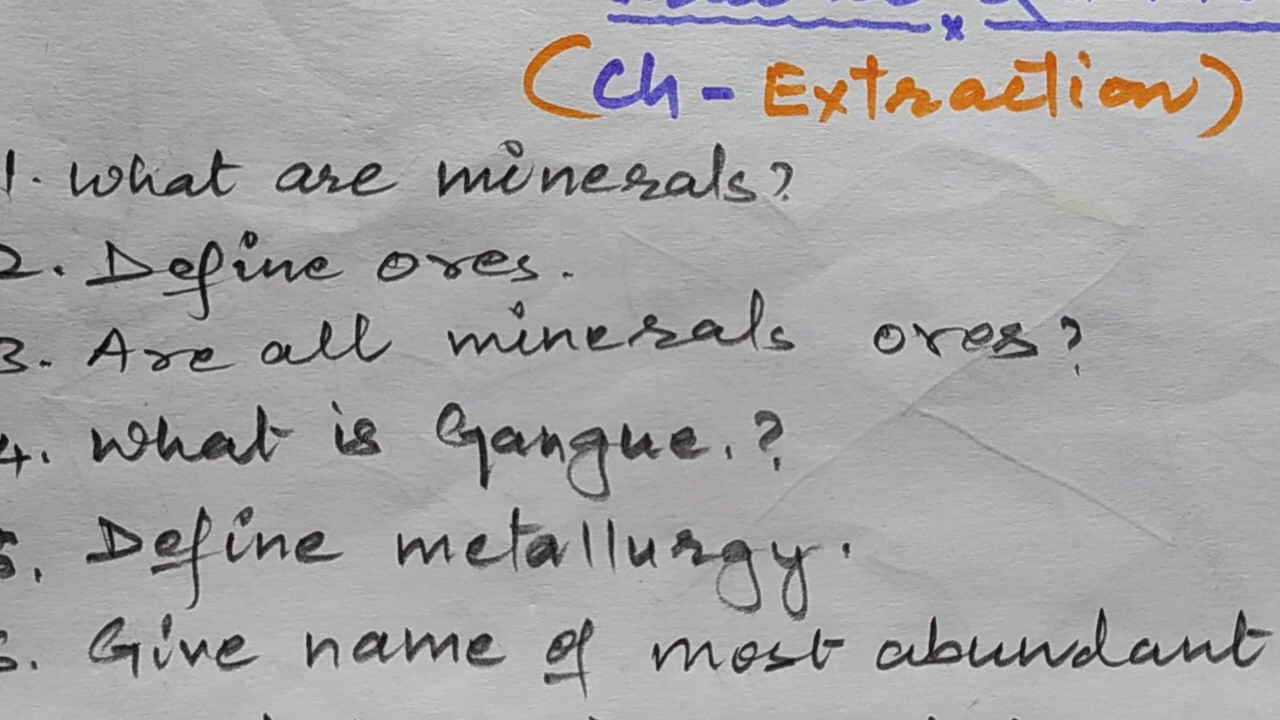 (Ch - Extraction)
1. What are minerals?
2. Define ores.
3. Are all minerals ores?
4. What is Gangue.?
5. Define metallurgy.
6. Give name of most abundant